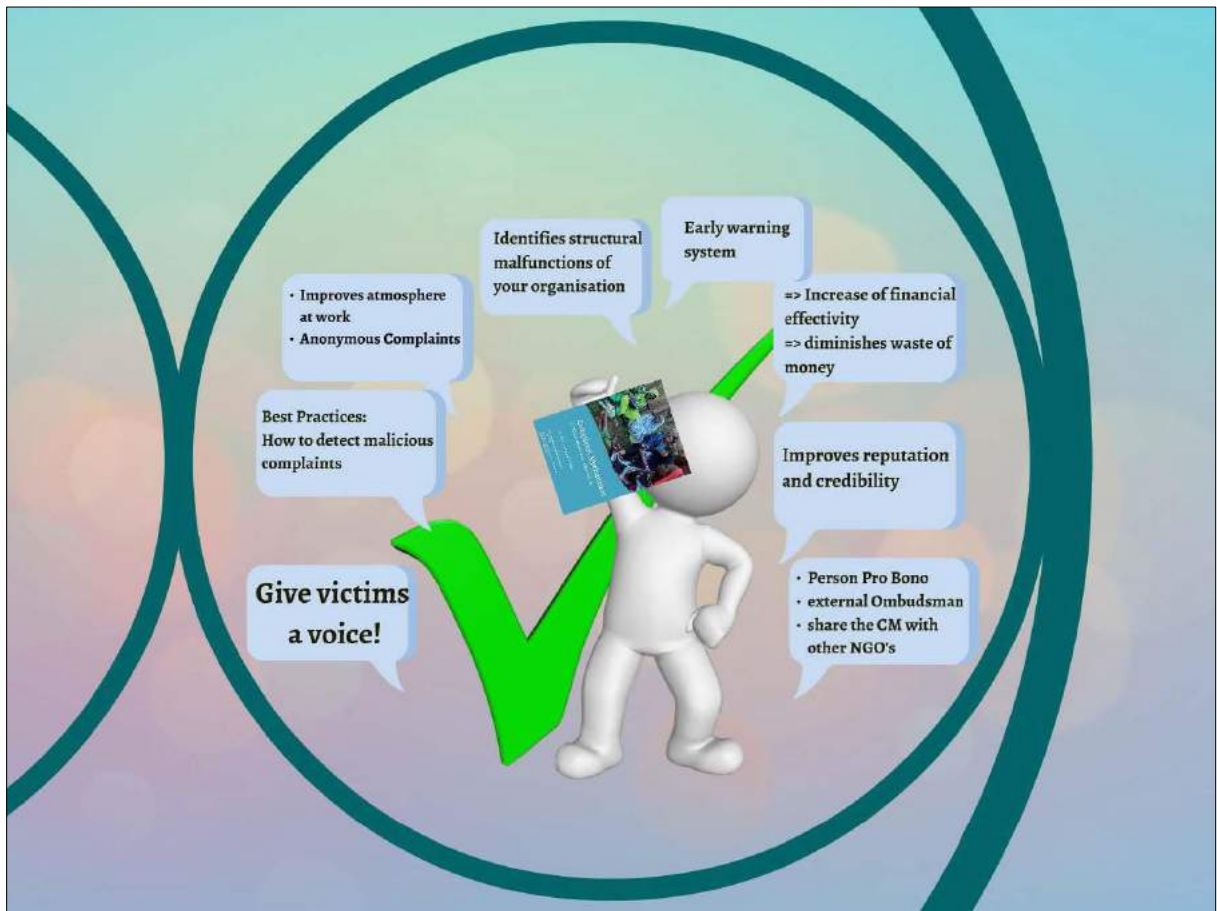 Identifies structural
malfunctions of
your organisation
Early warning
system
• Improves atmosphere
at work
• Anonymous Complaints
=> Increase of financial
effectivity
=> diminishes waste of
money
Best Practices:
How to detect malicious
complaints
Improves reputation
and credibility
Give victims
a voice!
• Person Pro Bono
• external Ombudsman
• share the CM with
other NGO's